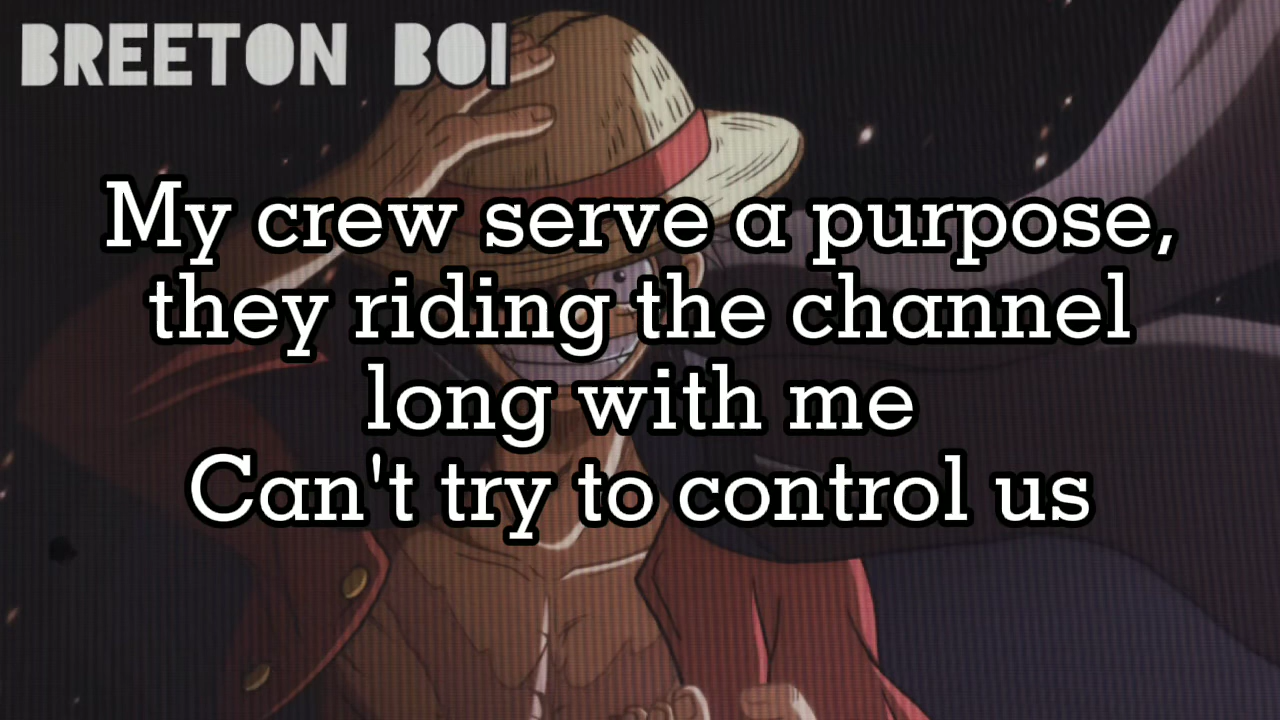 BREETON BOI
My crew serve a purpose,
they riding the channel
long with me
Can't try to control us